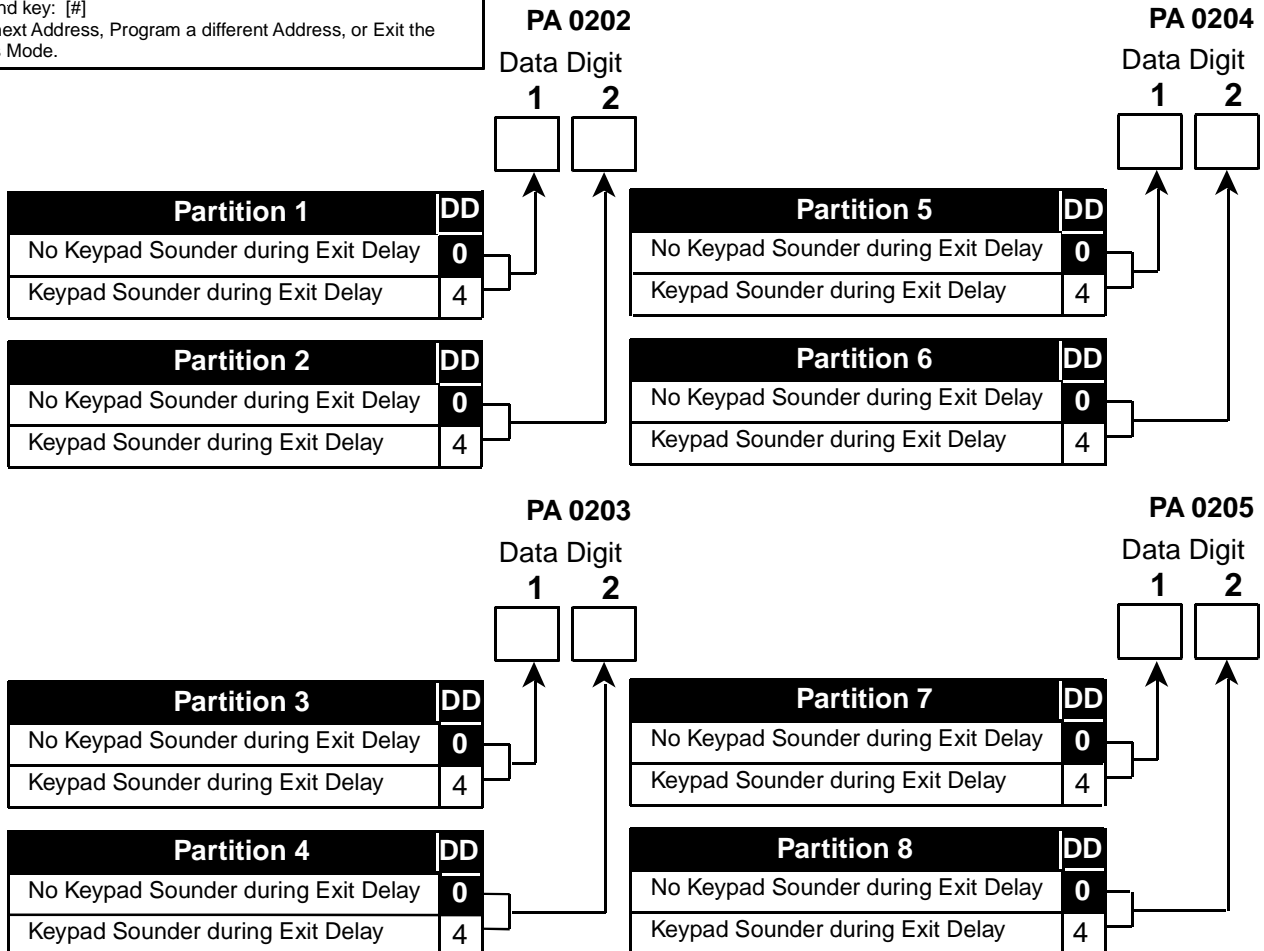 nd key: [#]
next Address, Program a different Address, or Exit the
Mode.
PA 0202
Data Digit
1 2
Partition 1 DD
No Keypad Sounder during Exit Delay 0
Keypad Sounder during Exit Delay 4
Partition 2 DD
No Keypad Sounder during Exit Delay 0
Keypad Sounder during Exit Delay 4
PA 0204
Data Digit
1 2
Partition 5 DD
No Keypad Sounder during Exit Delay 0
Keypad Sounder during Exit Delay 4
Partition 6 DD
No Keypad Sounder during Exit Delay 0
Keypad Sounder during Exit Delay 4
PA 0203
Data Digit
1 2
Partition 3 DD
No Keypad Sounder during Exit Delay 0
Keypad Sounder during Exit Delay 4
Partition 4 DD
No Keypad Sounder during Exit Delay 0
Keypad Sounder during Exit Delay 4
PA 0205
Data Digit
1 2
Partition 7 DD
No Keypad Sounder during Exit Delay 0
Keypad Sounder during Exit Delay 4
Partition 8 DD
No Keypad Sounder during Exit Delay 0
Keypad Sounder during Exit Delay 4